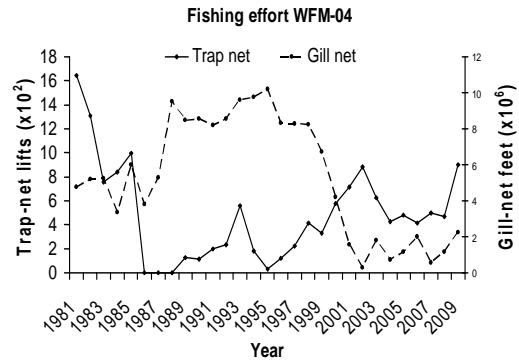 Fishing effort WFM-04
Trap net Gill net
Trap-net lifts (x10²)
18
16
14
12
10
8
6
4
2
0
12
10
8
6
4
2
0
Gill-net feet (x10⁶)
1981 1983 1985 1987 1989 1991 1993 1995 1997 1999 2001 2003 2005 2007 2009
Year